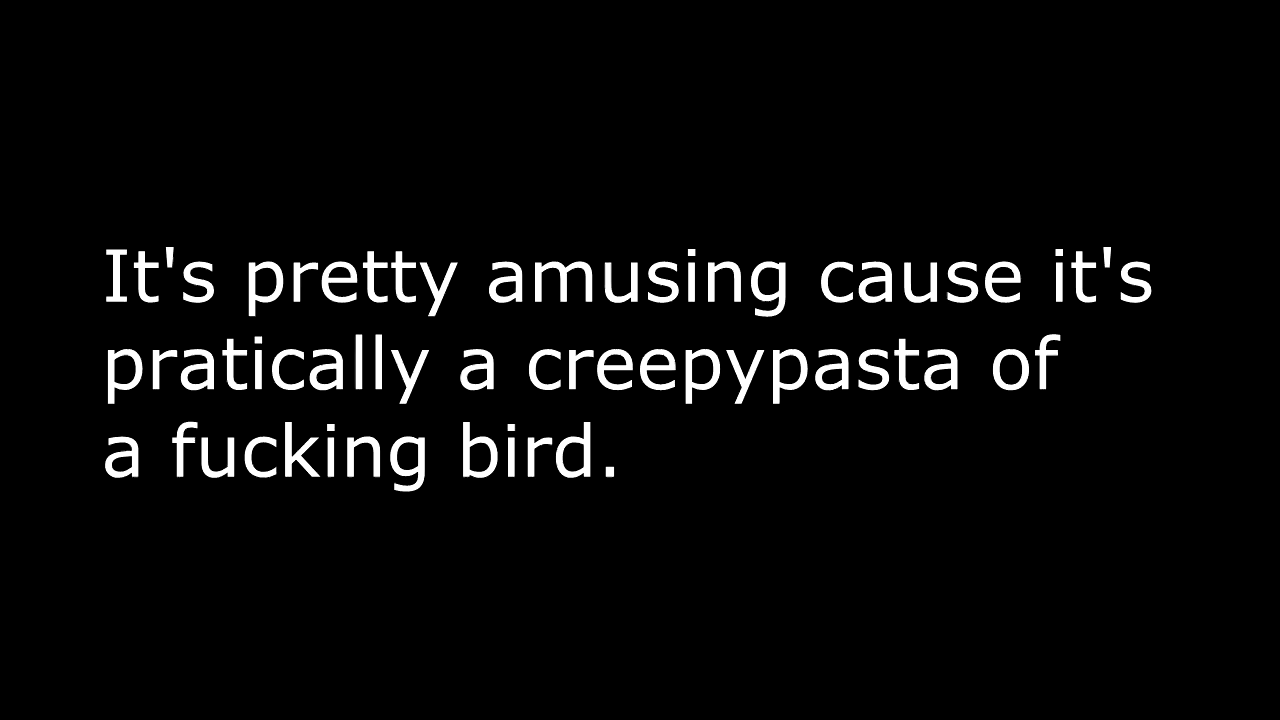 It's pretty amusing cause it's
pratically a creepypasta of
a fucking bird.